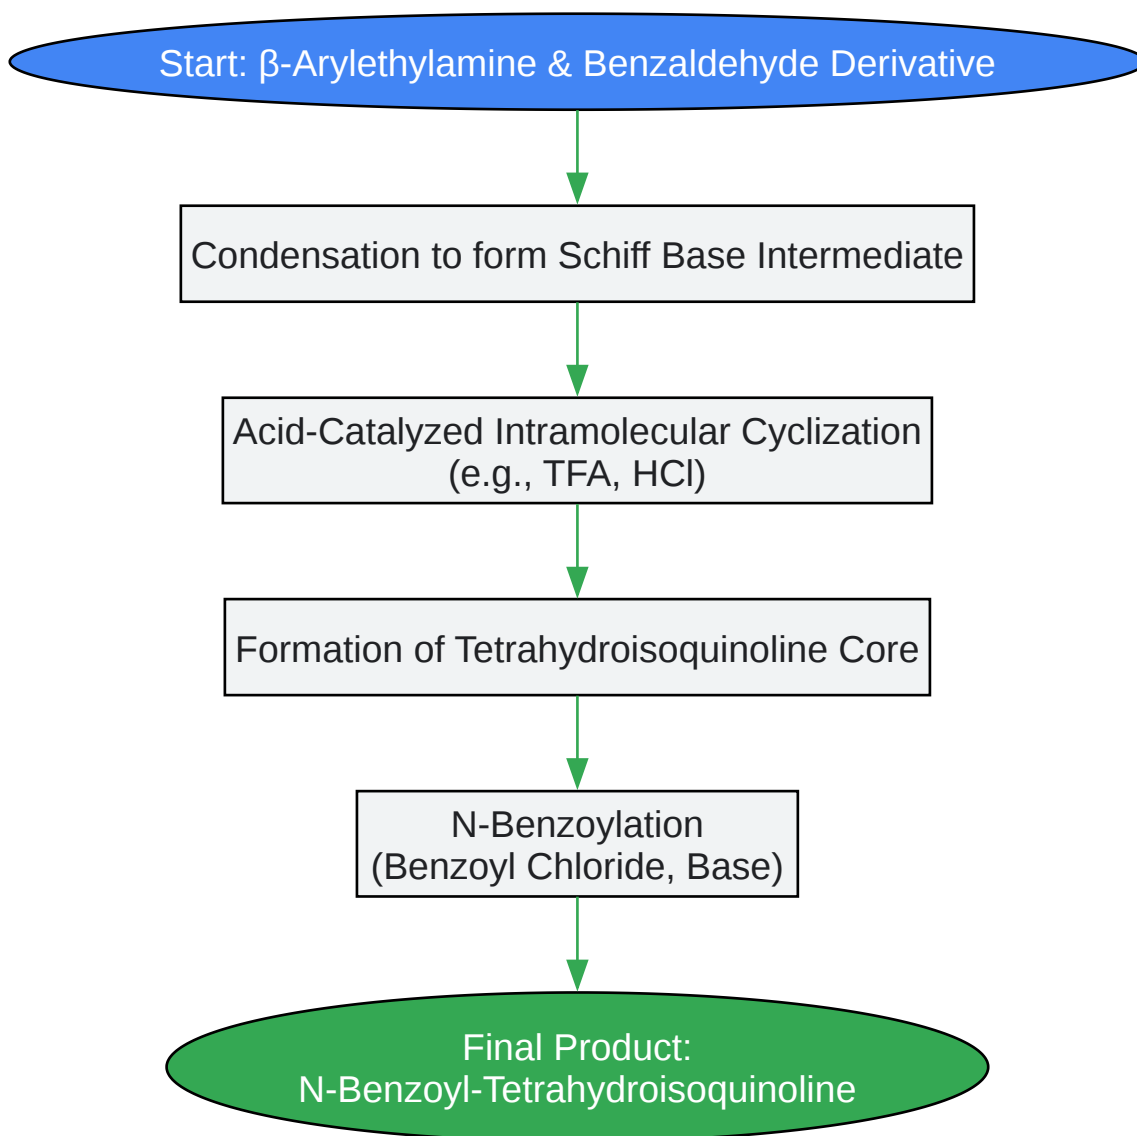 Start: β-Arylethylamine & Benzaldehyde Derivative
Condensation to form Schiff Base Intermediate
Acid-Catalyzed Intramolecular Cyclization
(e.g., TFA, HCl)
Formation of Tetrahydroisoquinoline Core
N-Benzoylation
(Benzoyl Chloride, Base)
Final Product:
N-Benzoyl-Tetrahydroisoquinoline